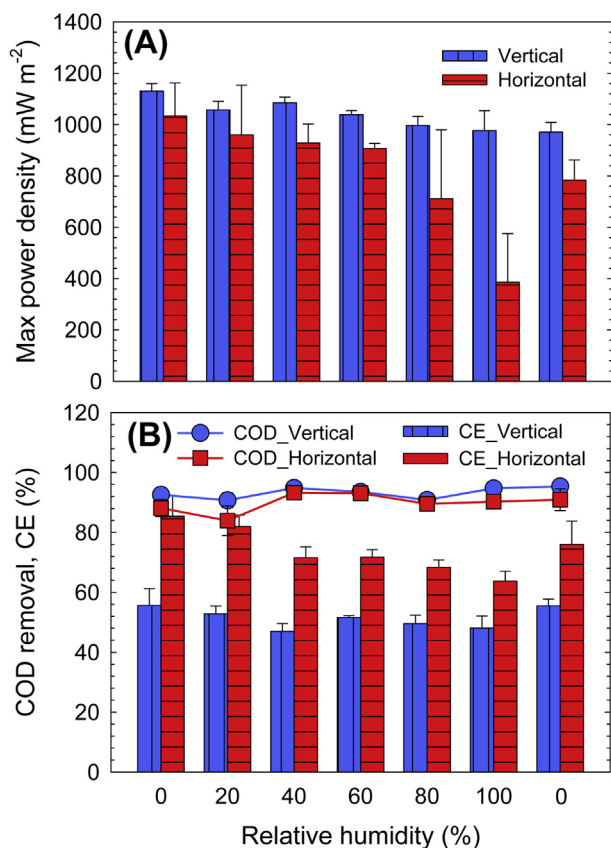 (A)
Vertical
Horizontal
Max power density (mW m⁻²)
1400
1200
1000
800
600
400
200
0
(B)
COD_Vertical
CE_Vertical
COD_Horizontal
CE_Horizontal
COD removal, CE (%)
120
100
80
60
40
20
0
0 20 40 60 80 100 0
Relative humidity (%)